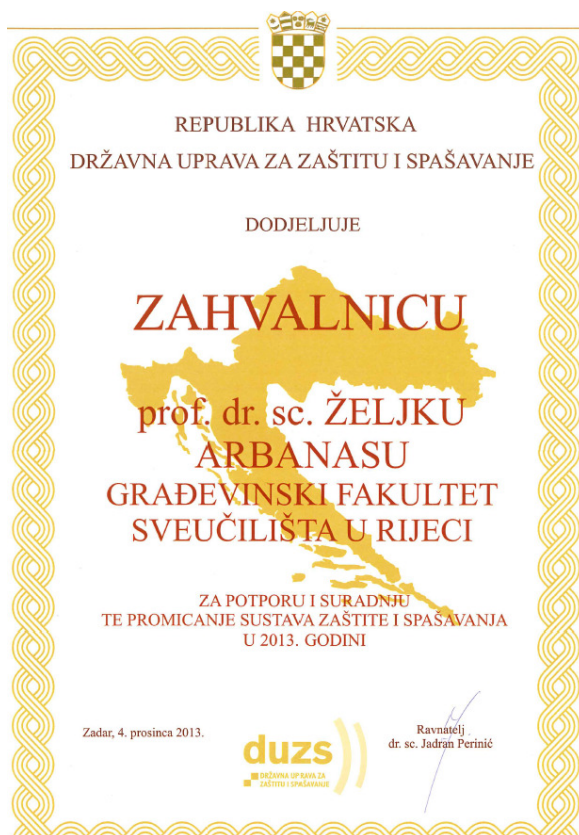 REPUBLIKA HRVATSKA
DRŽAVNA UPRAVA ZA ZAŠTITU I SPAŠAVANJE
DODJELJUJE
ZAHVALNICU
prof. dr. sc. ŽELJKU
ARBANASU
GRAĐEVINSKI FAKULTET
SVEUČILIŠTA U RIJECI
ZA POTPORU I SURADNJU
TE PROMICANJE SUSTAVA ZAŠTITE I SPAŠAVANJA
U 2013. GODINI
Zadar, 4. prosinca 2013.
Ravnatelj
dr. sc. Jadran Perinić
duzs
DRŽAVNA UPRAVA ZA
ZAŠTITU I SPAŠAVANJE